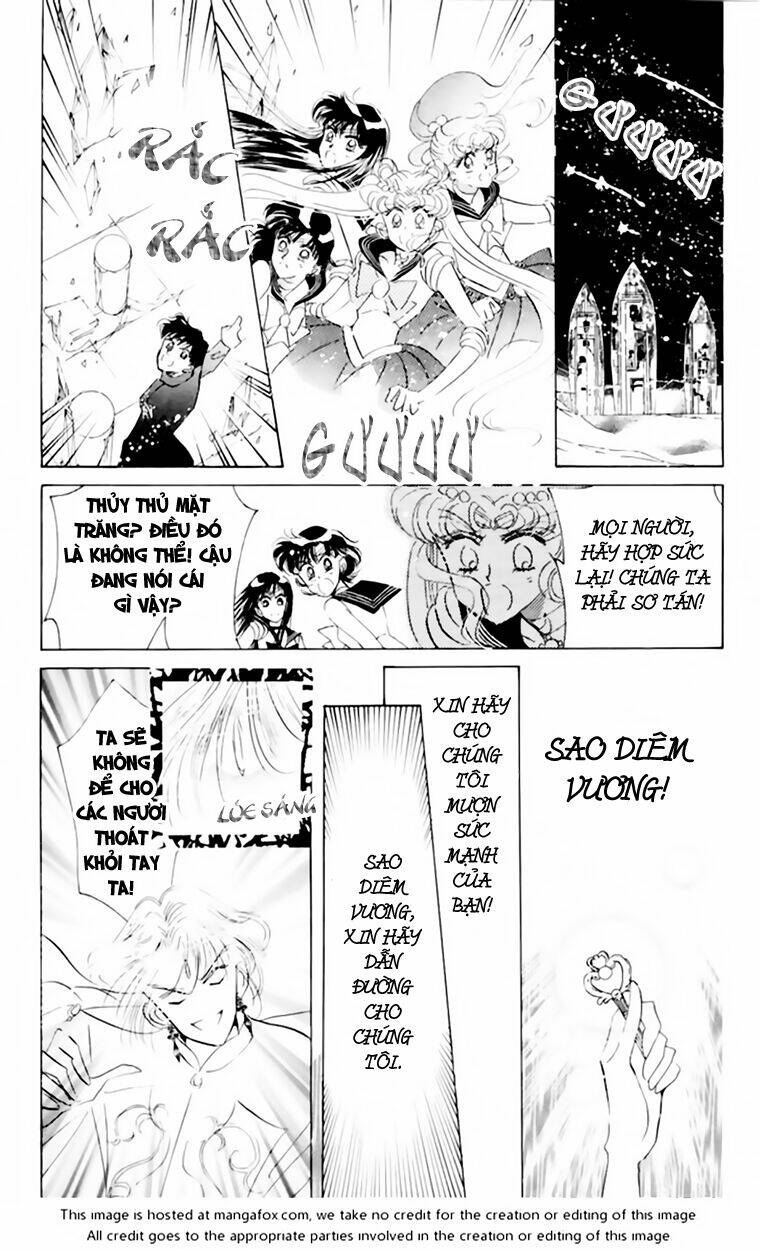 GƯƯƯƯ
RẮC
RẮC
GƯƯƯƯ
MỌI NGƯỜI,
HÃY HỢP SỨC
LẠI! CHÚNG TA
PHẢI SƠ TÁN!
THỦY THỦ MẶT
TRĂNG? ĐIỀU ĐÓ
LÀ KHÔNG THỂ! CẬU
ĐANG NÓI CÁI
GÌ VẬY?
SAO DIÊM
VƯƠNG!
XIN HÃY
CHO
CHÚNG
TÔI
MƯỢN
SỨC
MẠNH
CỦA
BẠN!
SAO
DIÊM
VƯƠNG,
XIN HÃY
DẪN
ĐƯỜNG
CHO
CHÚNG
TÔI.
LÓE SÁNG
TA SẼ
KHÔNG
ĐỂ CHO
CÁC NGƯƠI
THOÁT
KHỎI TAY
TA!
This image is hosted at mangafox.com, we take no credit for the creation or editing of this image
All credit goes to the appropriate parties involved in the creation or editing of this image